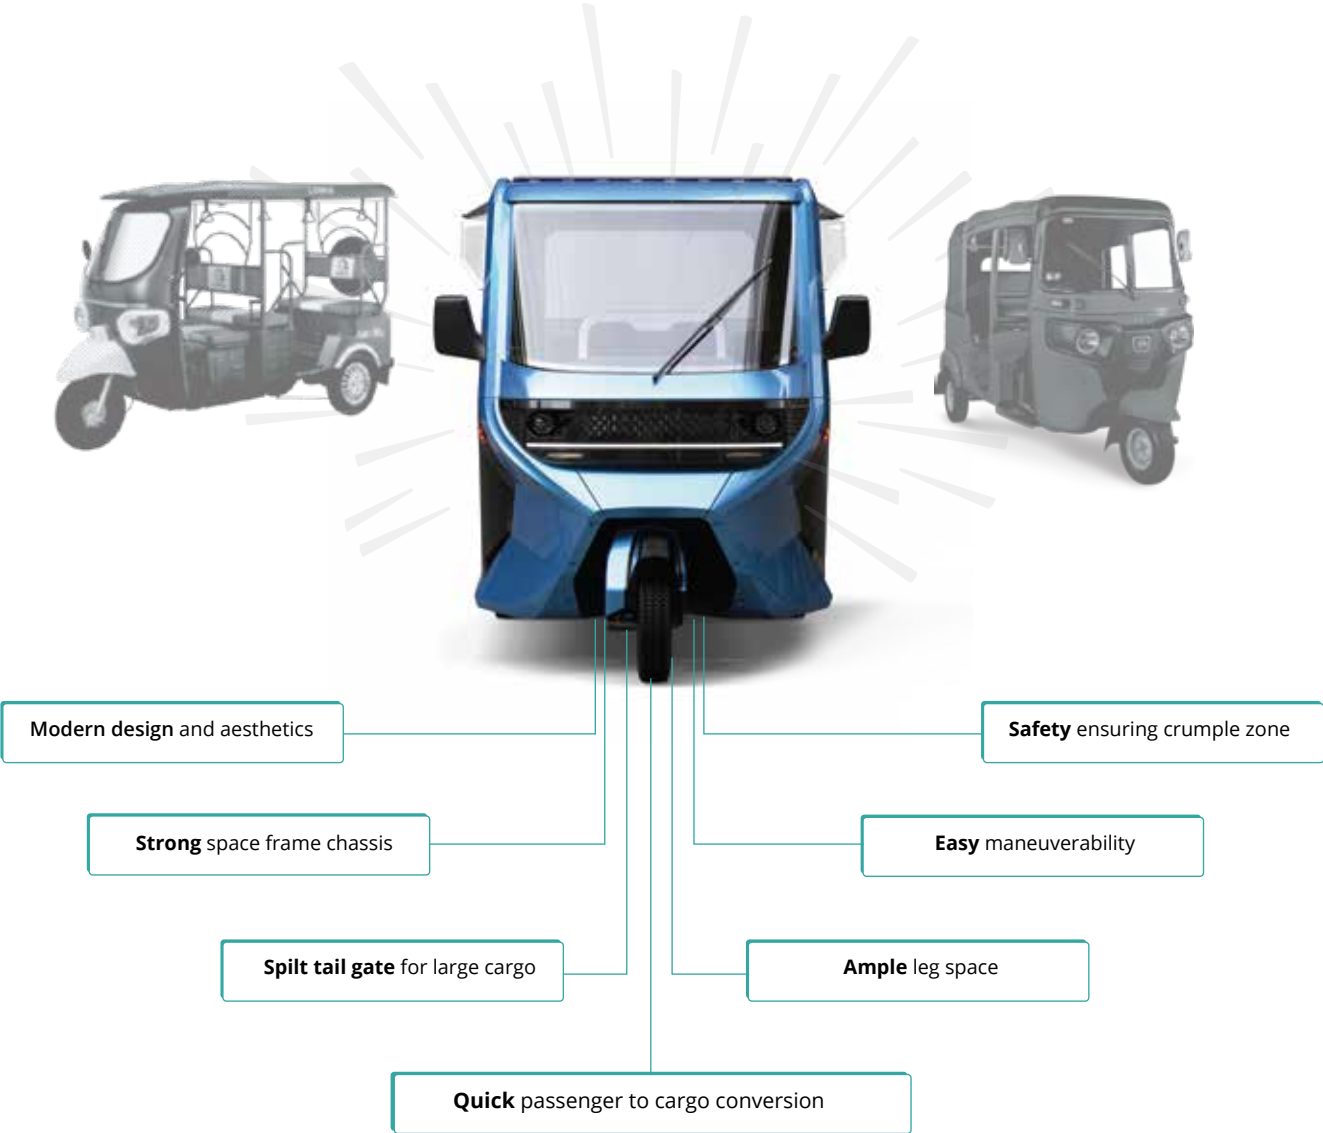 Modern design and aesthetics
Safety ensuring crumple zone
Strong space frame chassis
Easy maneuverability
Spilt tail gate for large cargo
Ample leg space
Quick passenger to cargo conversion